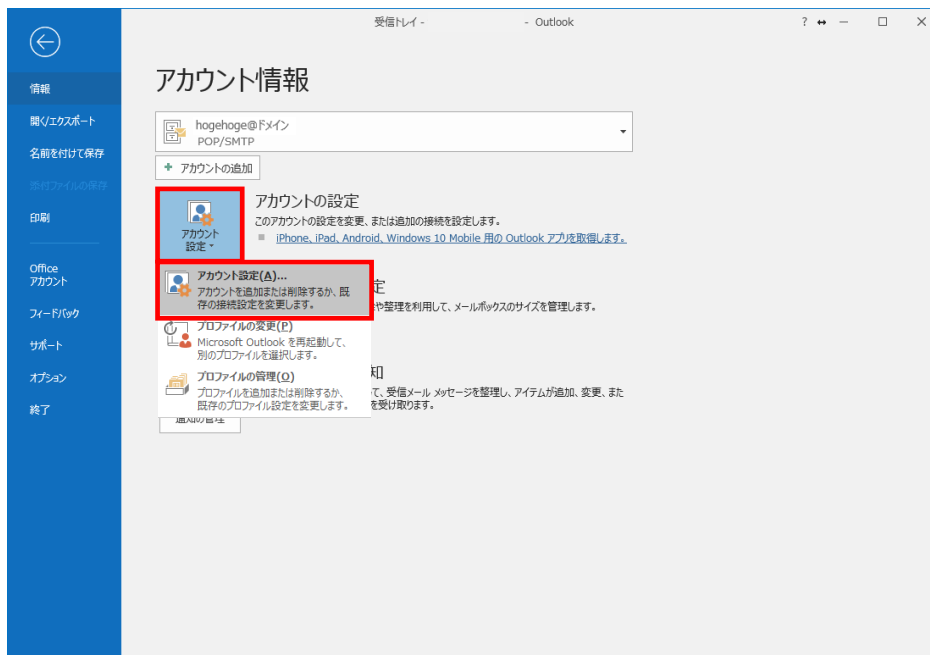 受信トレイ - - Outlook
?
情報
開く/エクスポート
名前を付けて保存
添付ファイルの保存
印刷
Office
アカウント
フィードバック
サポート
オプション
終了
アカウント情報
hogehoge@ドメイン
POP/SMTP
アカウントの追加
アカウント
設定
アカウントの設定
このアカウントの設定を変更、または追加の接続を設定します。
iPhone、iPad、Android、Windows 10 Mobile 用の Outlook アプリを取得します。
アカウント設定(A)...
アカウントを追加または削除するか、既
存の接続設定を変更します。
プロファイルの変更(P)
Microsoft Outlook を再起動して、
別のプロファイルを選択します。
プロファイルの管理(O)
プロファイルを追加または削除するか、
既存のプロファイル設定を変更します。
定
や整理を利用して、メールボックスのサイズを管理します。
知
て、受信メール メッセージを整理し、アイテムが追加、変更、また
を受け取ります。
通知の管理